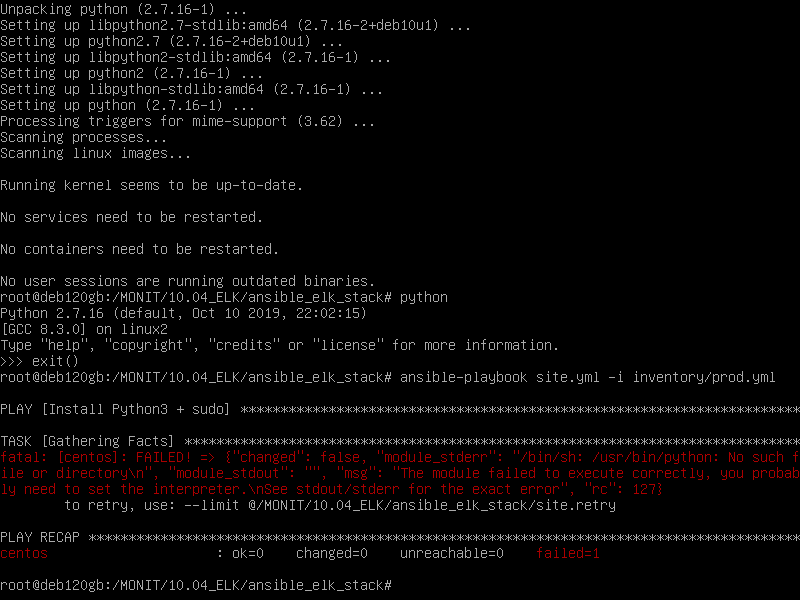 Unpacking python (2.7.16-1) ...
Setting up libpython2.7-stdlib:amd64 (2.7.16-2+deb10u1) ...
Setting up python2.7 (2.7.16-2+deb10u1) ...
Setting up libpython2-stdlib:amd64 (2.7.16-1) ...
Setting up python2 (2.7.16-1) ...
Setting up libpython-stdlib:amd64 (2.7.16-1) ...
Setting up python (2.7.16-1) ...
Processing triggers for mime-support (3.62) ...
Scanning processes...
Scanning linux images...
Running kernel seems to be up-to-date.
No services need to be restarted.
No containers need to be restarted.
No user sessions are running outdated binaries.
root@deb120gb:/MONIT/10.04_ELK/ansible_elk_stack# python
Python 2.7.16 (default, Oct 10 2019, 22:02:15)
[GCC 8.3.0] on linux2
Type "help", "copyright", "credits" or "license" for more information.
>>> exit()
root@deb120gb:/MONIT/10.04_ELK/ansible_elk_stack# ansible-playbook site.yml -i inventory/prod.yml
PLAY [Install Python3 + sudo] **********************************************************************
TASK [Gathering Facts] *****************************************************************************
fatal: [centos]: FAILED! => {"changed": false, "module_stderr": "/bin/sh: /usr/bin/python: No such f
ile or directory\n", "module_stdout": "", "msg": "The module failed to execute correctly, you probab
ly need to set the interpreter.\nSee stdout/stderr for the exact error", "rc": 127}
        to retry, use: --limit @/MONIT/10.04_ELK/ansible_elk_stack/site.retry
PLAY RECAP *****************************************************************************************
centos                     : ok=0    changed=0    unreachable=0    failed=1
root@deb120gb:/MONIT/10.04_ELK/ansible_elk_stack#